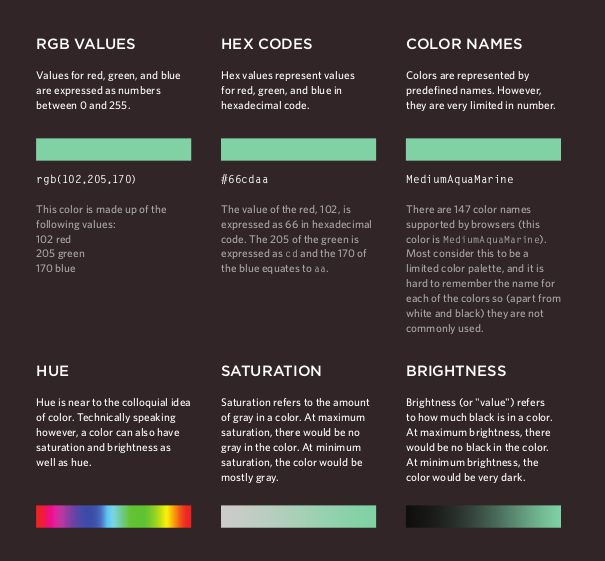 RGB VALUES
Values for red, green, and blue
are expressed as numbers
between 0 and 255.
rgb(102,205,170)
This color is made up of the
following values:
102 red
205 green
170 blue
HEX CODES
Hex values represent values
for red, green, and blue in
hexadecimal code.
#66cdaa
The value of the red, 102, is
expressed as 66 in hexadecimal
code. The 205 of the green is
expressed as cd and the 170 of
the blue equates to aa.
COLOR NAMES
Colors are represented by
predefined names. However,
they are very limited in number.
MediumAquaMarine
There are 147 color names
supported by browsers (this
color is MediumAquaMarine).
Most consider this to be a
limited color palette, and it is
hard to remember the name for
each of the colors so (apart from
white and black) they are not
commonly used.
HUE
Hue is near to the colloquial idea
of color. Technically speaking
however, a color can also have
saturation and brightness as
well as hue.
SATURATION
Saturation refers to the amount
of gray in a color. At maximum
saturation, there would be no
gray in the color. At minimum
saturation, the color would be
mostly gray.
BRIGHTNESS
Brightness (or "value") refers
to how much black is in a color.
At maximum brightness, there
would be no black in the color.
At minimum brightness, the
color would be very dark.